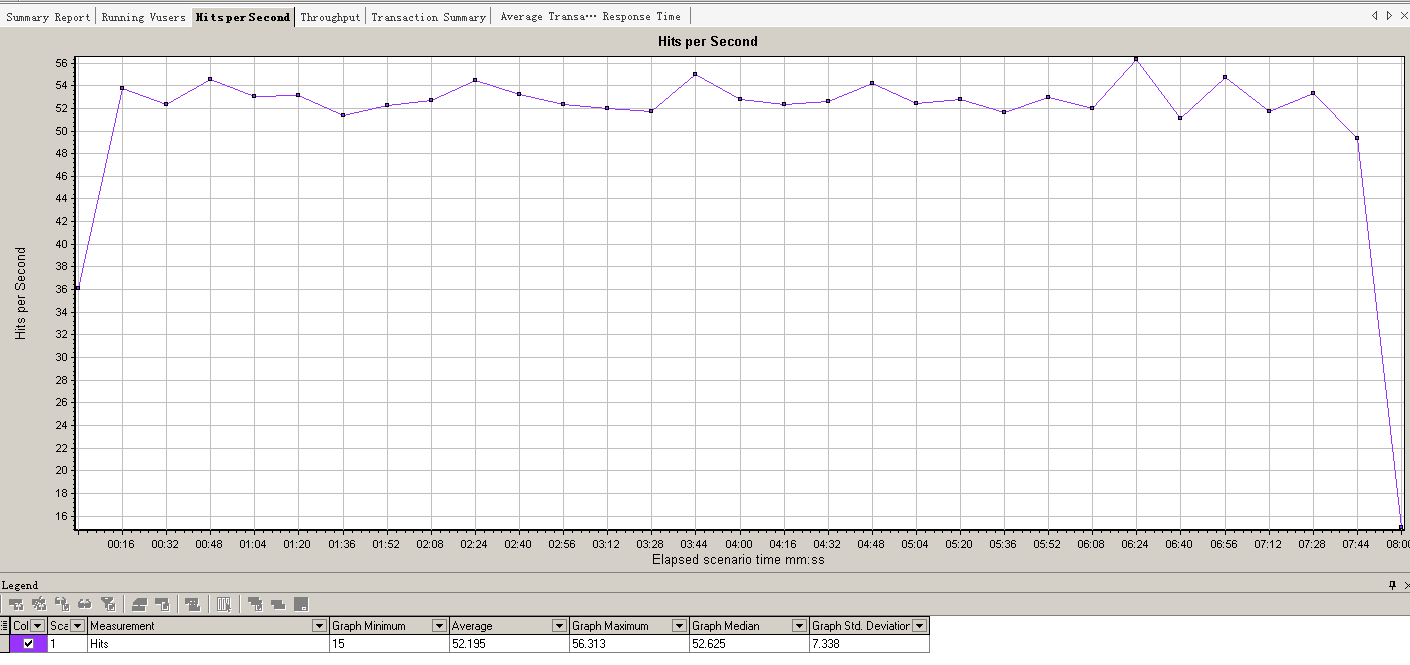 Summary Report Running Vusers Hits per Second Throughput Transaction Summary Average Transa··· Response Time
Hits per Second
56
54
52
50
48
46
44
42
40
38
36
34
32
30
28
26
24
22
20
18
16
Hits per Second
00:16 00:32 00:48 01:04 01:20 01:36 01:52 02:08 02:24 02:40 02:56 03:12 03:28 03:44 04:00 04:16 04:32 04:48 05:04 05:20 05:36 05:52 06:08 06:24 06:40 06:56 07:12 07:28 07:44 08:00
Elapsed scenario time mm:ss
Legend
Col Sca Measurement Graph Minimum Average Graph Maximum Graph Median Graph Std. Deviation
1 Hits 15 52.195 56.313 52.625 7.338